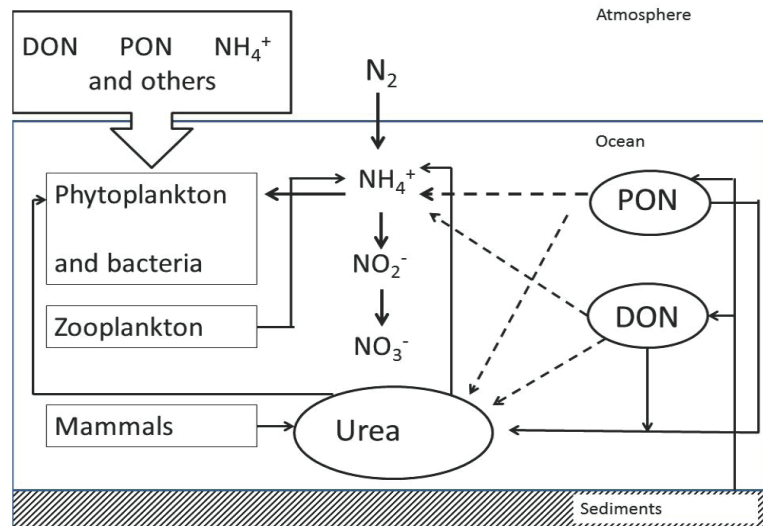 Atmosphere
DON PON NH₄⁺
and others
N₂
Ocean
Phytoplankton
and bacteria
NH₄⁺
PON
NO₂⁻
Zooplankton
DON
NO₃⁻
Mammals
Urea
Sediments